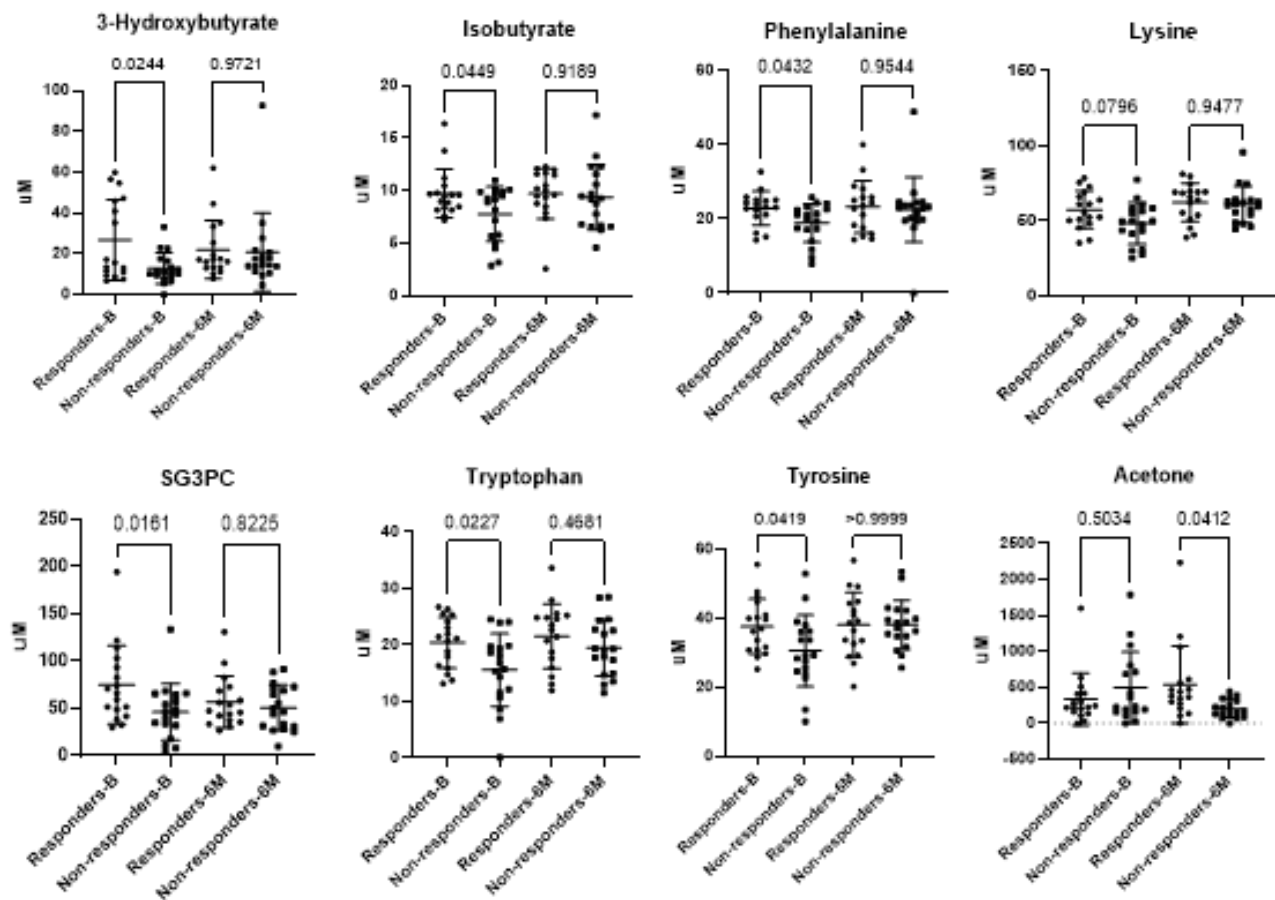 3-Hydroxybutyrate
0.0244 0.9721
100
80
60
40
20
0
uM
Responders-B
Non-responders-B
Responders-6M
Non-responders-6M
Isobutyrate
0.0449 0.9189
20
15
10
5
0
uM
Responders-B
Non-responders-B
Responders-6M
Non-responders-6M
Phenylalanine
0.0432 0.9544
60
40
20
0
uM
Responders-B
Non-responders-B
Responders-6M
Non-responders-6M
Lysine
0.0796 0.9477
150
100
50
0
uM
Responders-B
Non-responders-B
Responders-6M
Non-responders-6M
SG3PC
0.0161 0.8225
250
200
150
100
50
0
uM
Responders-B
Non-responders-B
Responders-6M
Non-responders-6M
Tryptophan
0.0227 0.4681
40
30
20
10
0
uM
Responders-B
Non-responders-B
Responders-6M
Non-responders-6M
Tyrosine
0.0419 >0.9999
60
40
20
0
uM
Responders-B
Non-responders-B
Responders-6M
Non-responders-6M
Acetone
0.5034 0.0412
2500
2000
1500
1000
500
0
-500
uM
Responders-B
Non-responders-B
Responders-6M
Non-responders-6M